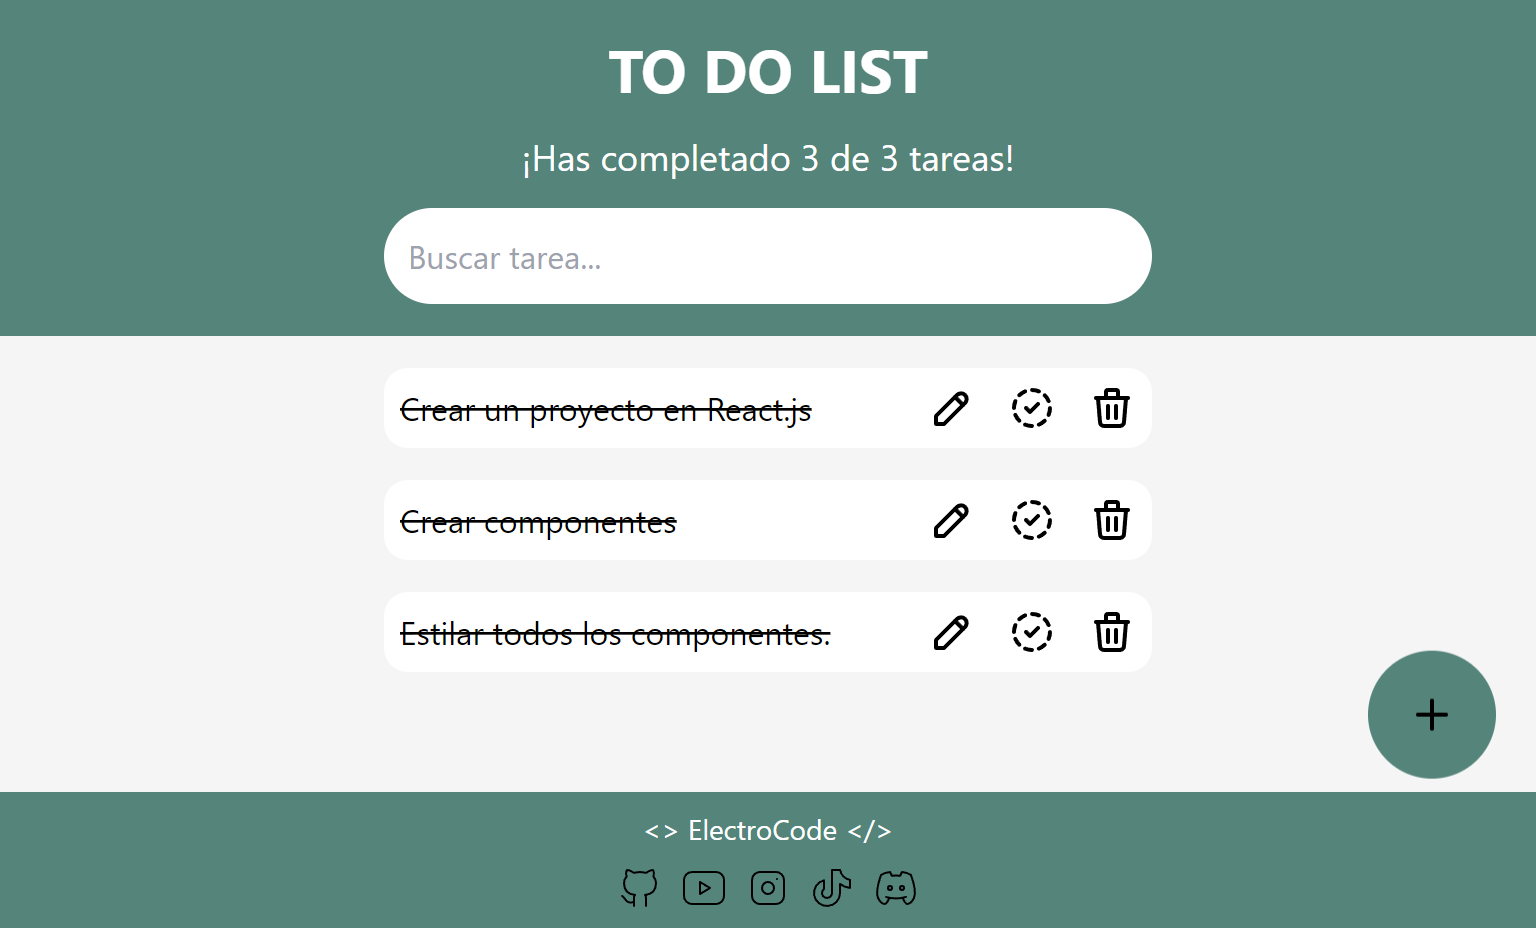 TO DO LIST
¡Has completado 3 de 3 tareas!
Buscar tarea...
Crear un proyecto en React.js
Crear componentes
Estilar todos los componentes.
<> ElectroCode </>